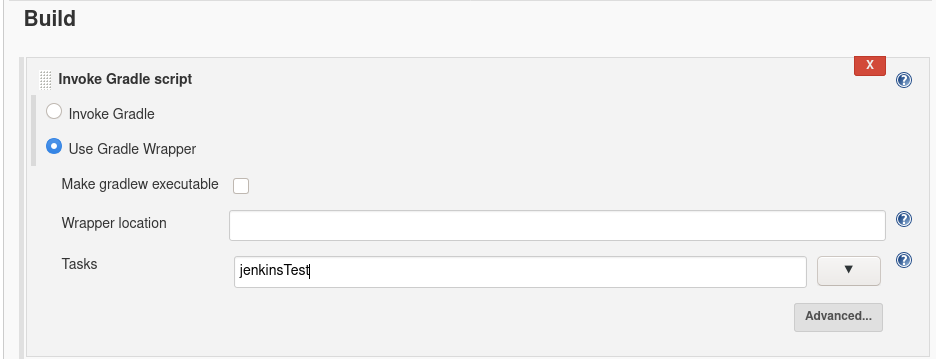 Build
Invoke Gradle script
X
?
Invoke Gradle
Use Gradle Wrapper
Make gradlew executable
Wrapper location
?
Tasks
jenkinsTest
▼
?
Advanced...